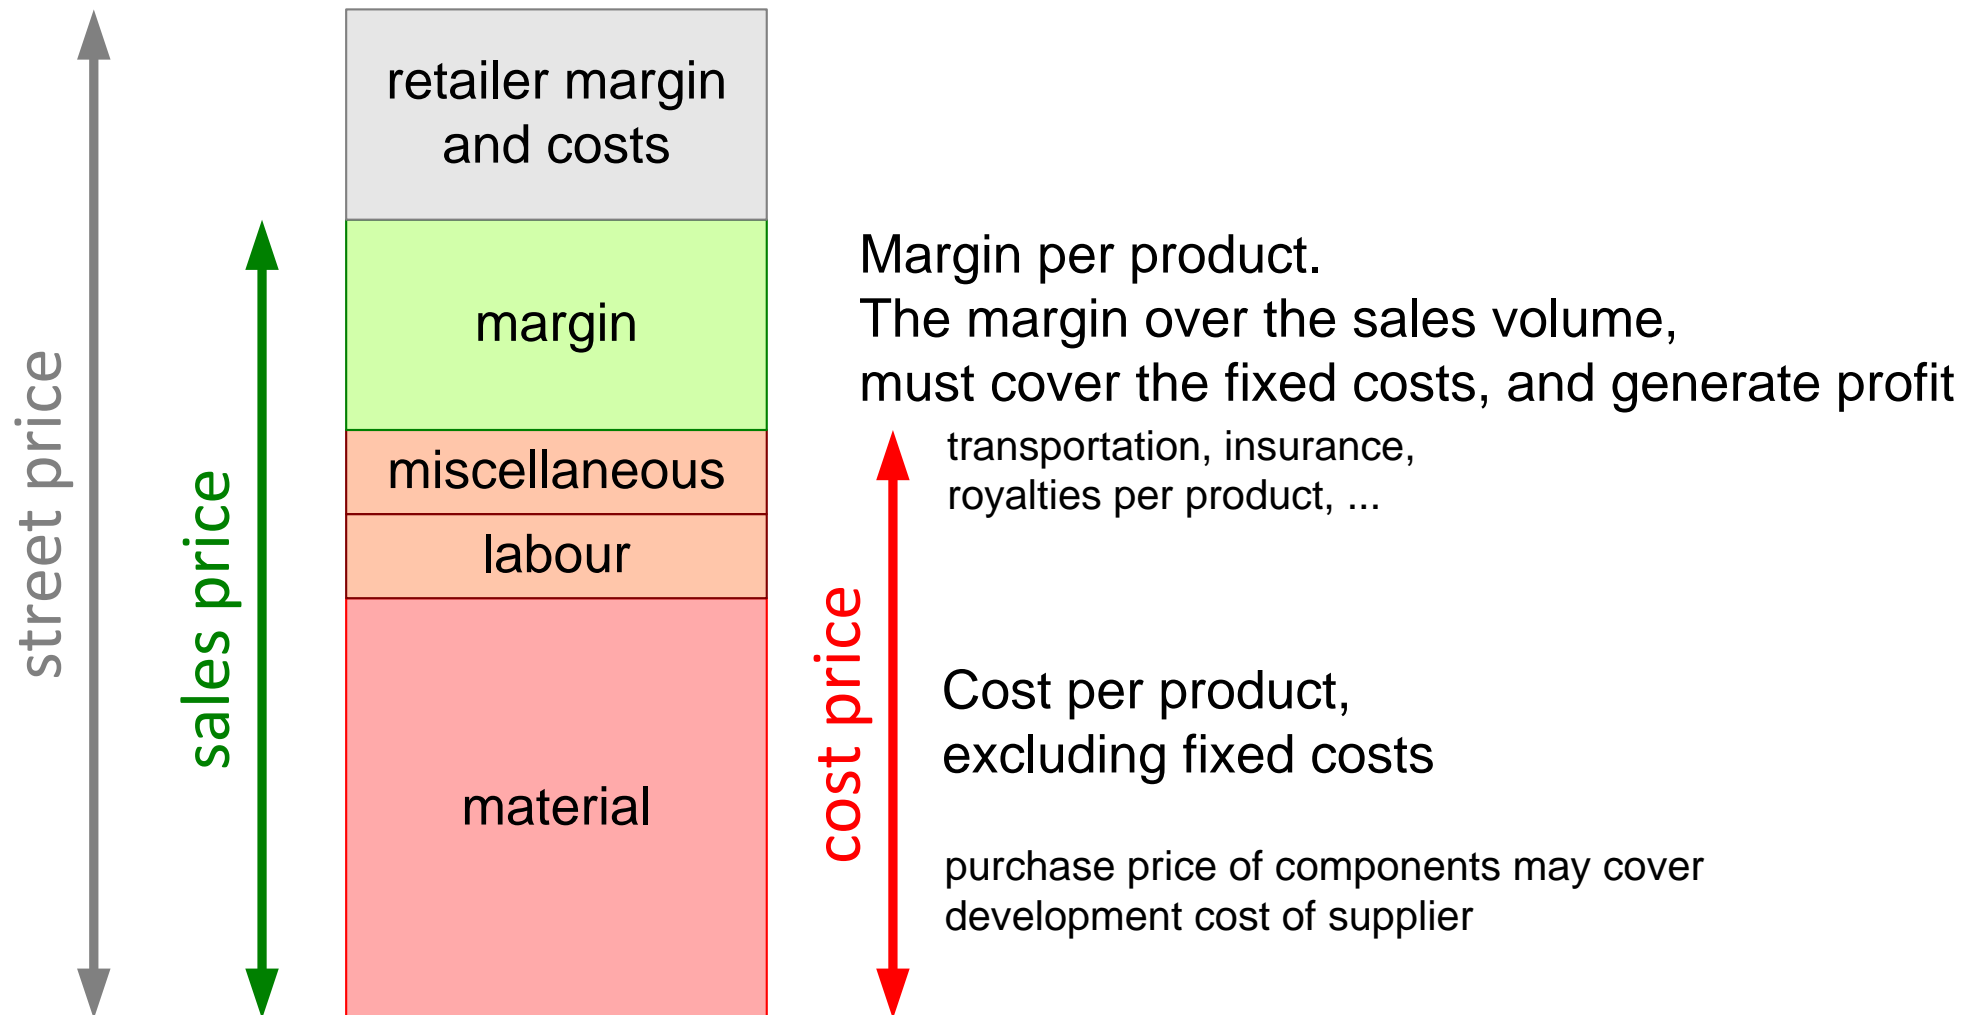 street price
sales price
retailer margin
and costs
margin
miscellaneous
labour
material
cost price
Margin per product.
The margin over the sales volume,
must cover the fixed costs, and generate profit
transportation, insurance,
royalties per product, ...
Cost per product,
excluding fixed costs
purchase price of components may cover
development cost of supplier